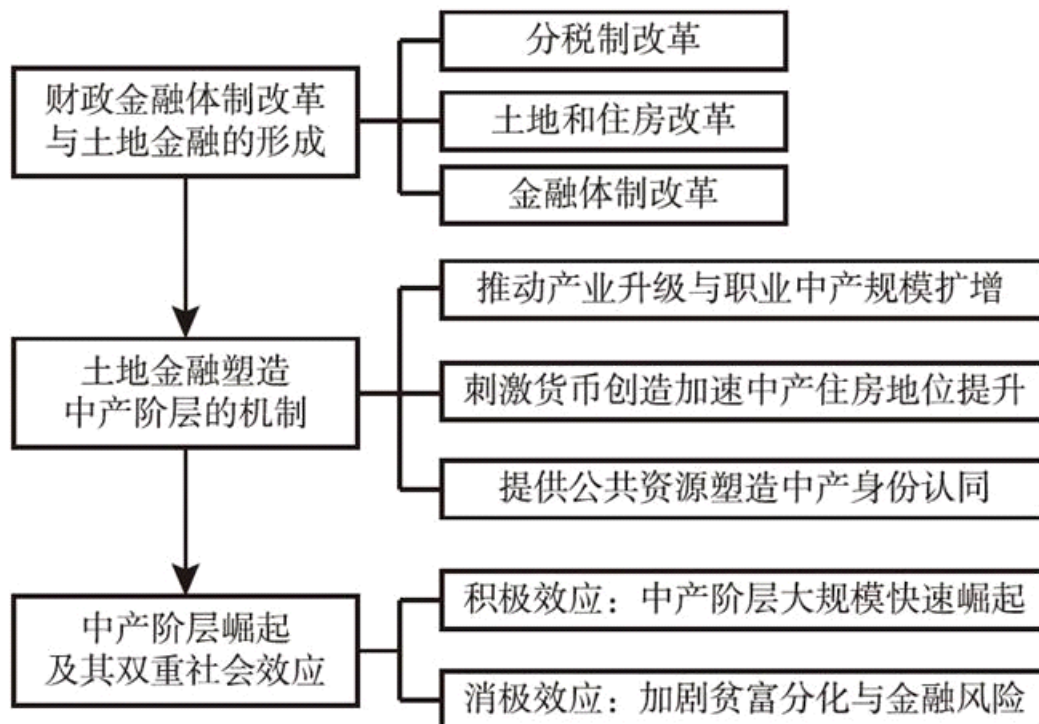 财政金融体制改革
与土地金融的形成
分税制改革
土地和住房改革
金融体制改革
土地金融塑造
中产阶层的机制
推动产业升级与职业中产规模扩增
刺激货币创造加速中产住房地位提升
提供公共资源塑造中产身份认同
中产阶层崛起
及其双重社会效应
积极效应：中产阶层大规模快速崛起
消极效应：加剧贫富分化与金融风险